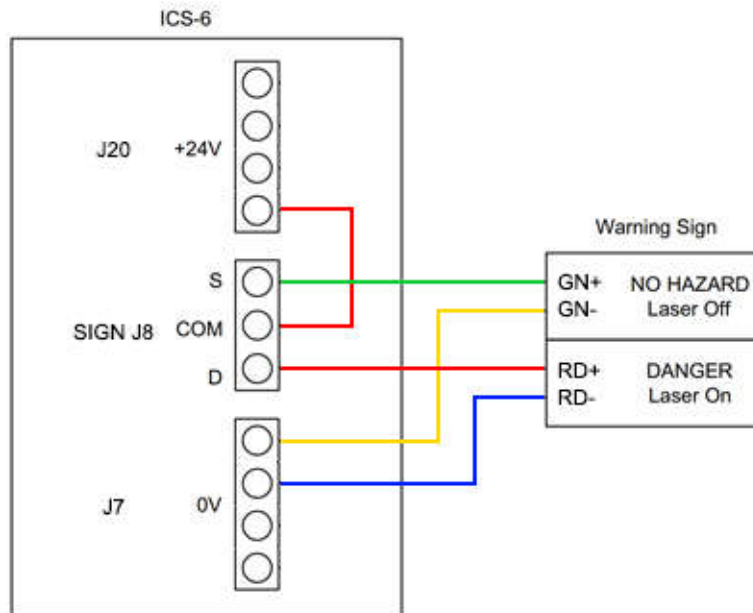 ICS-6
J20 +24V
SIGN J8
S
COM
D
J7 0V
Warning Sign
GN+ NO HAZARD
GN- Laser Off
RD+ DANGER
RD- Laser On